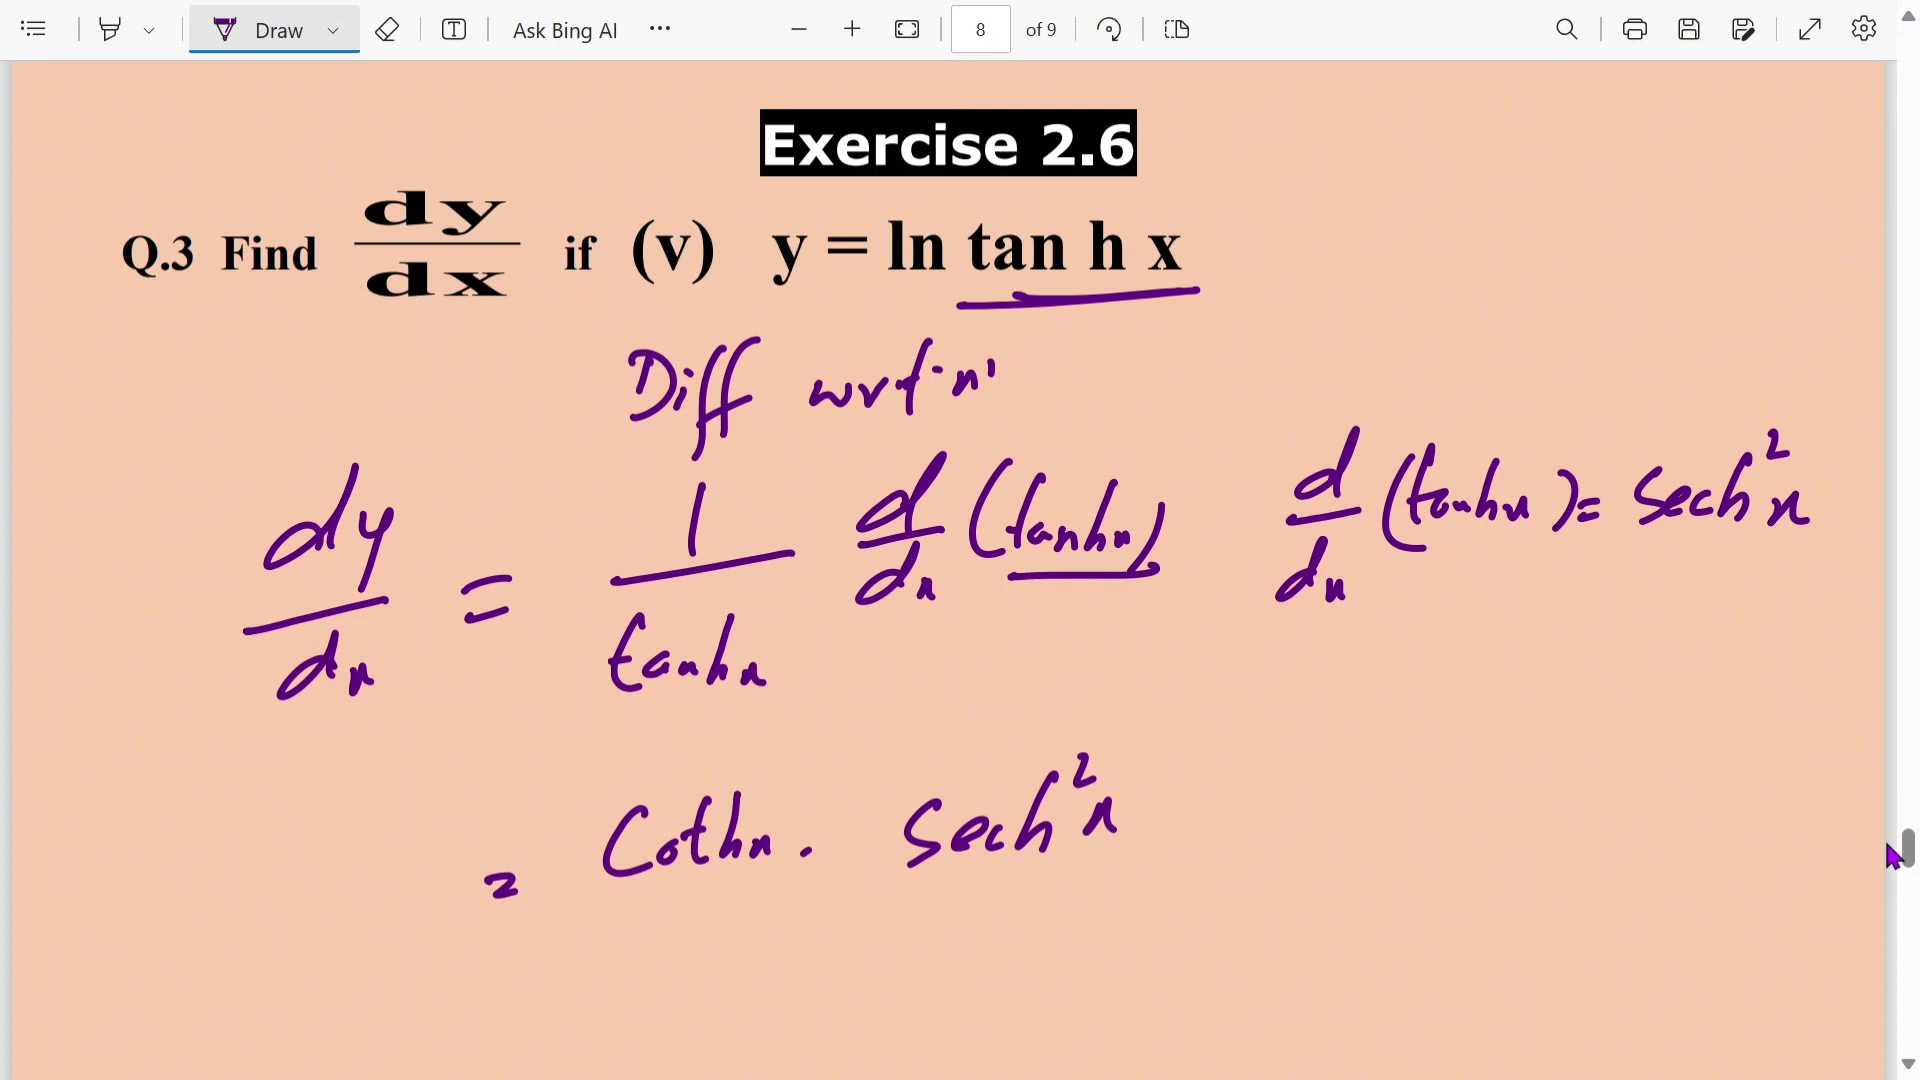 Draw
Ask Bing AI
8 of 9
Exercise 2.6
Q.3 Find dy/dx if (v) y = ln tan h x
Diff w.r.t 'x'
dy/dx = 1/tanhx d/dx (tanhx) d/dx (tanhx) = Sech²x
= Cothx . Sech²x